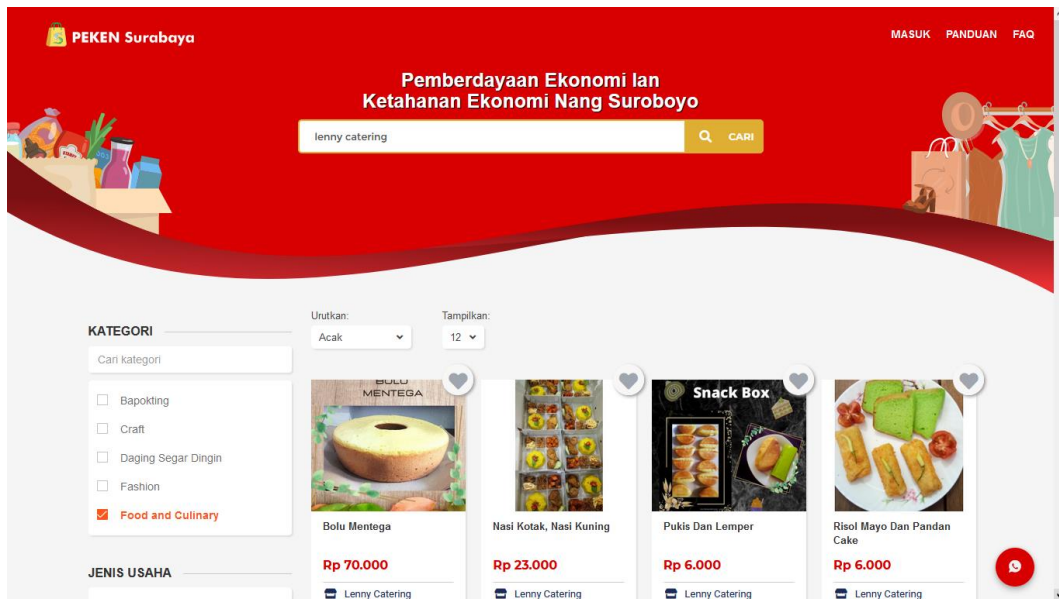 PEKEN Surabaya
MASUK PANDUAN FAQ
Pemberdayaan Ekonomi lan
Ketahanan Ekonomi Nang Suroboyo
lenny catering
CARI
Urutkan: Tampilkan:
Acak 12
KATEGORI
Cari kategori
Bapokting
Craft
Daging Segar Dingin
Fashion
Food and Culinary
JENIS USAHA
BOLU
MENTEGA
Snack Box
Bolu Mentega
Rp 70.000
Lenny Catering
Nasi Kotak, Nasi Kuning
Rp 23.000
Lenny Catering
Pukis Dan Lemper
Rp 6.000
Lenny Catering
Risol Mayo Dan Pandan
Cake
Rp 6.000
Lenny Catering